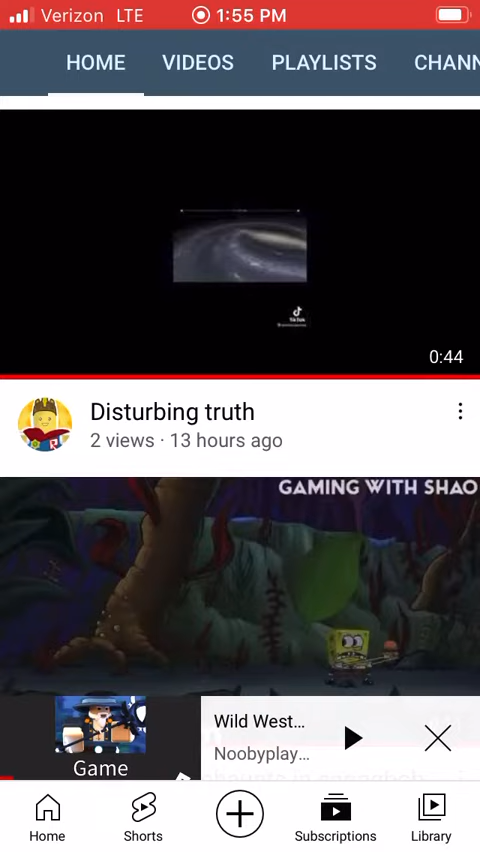 Verizon LTE 1:55 PM
HOME VIDEOS PLAYLISTS CHANN
TikTok
0:44
Disturbing truth
2 views · 13 hours ago
GAMING WITH SHAO
Wild West...
Noobyplay...
Game
Home Shorts Subscriptions Library